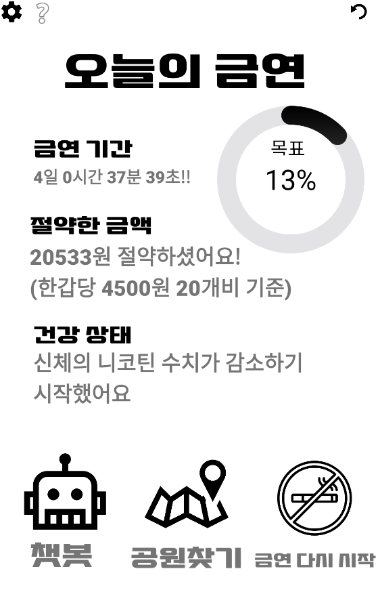 오늘의 금연
금연 기간
4일 0시간 37분 39초!!
목표
13%
절약한 금액
20533원 절약하셨어요!
(한갑당 4500원 20개비 기준)
건강 상태
신체의 니코틴 수치가 감소하기
시작했어요
챗봇
공원찾기
금연 다시 시작